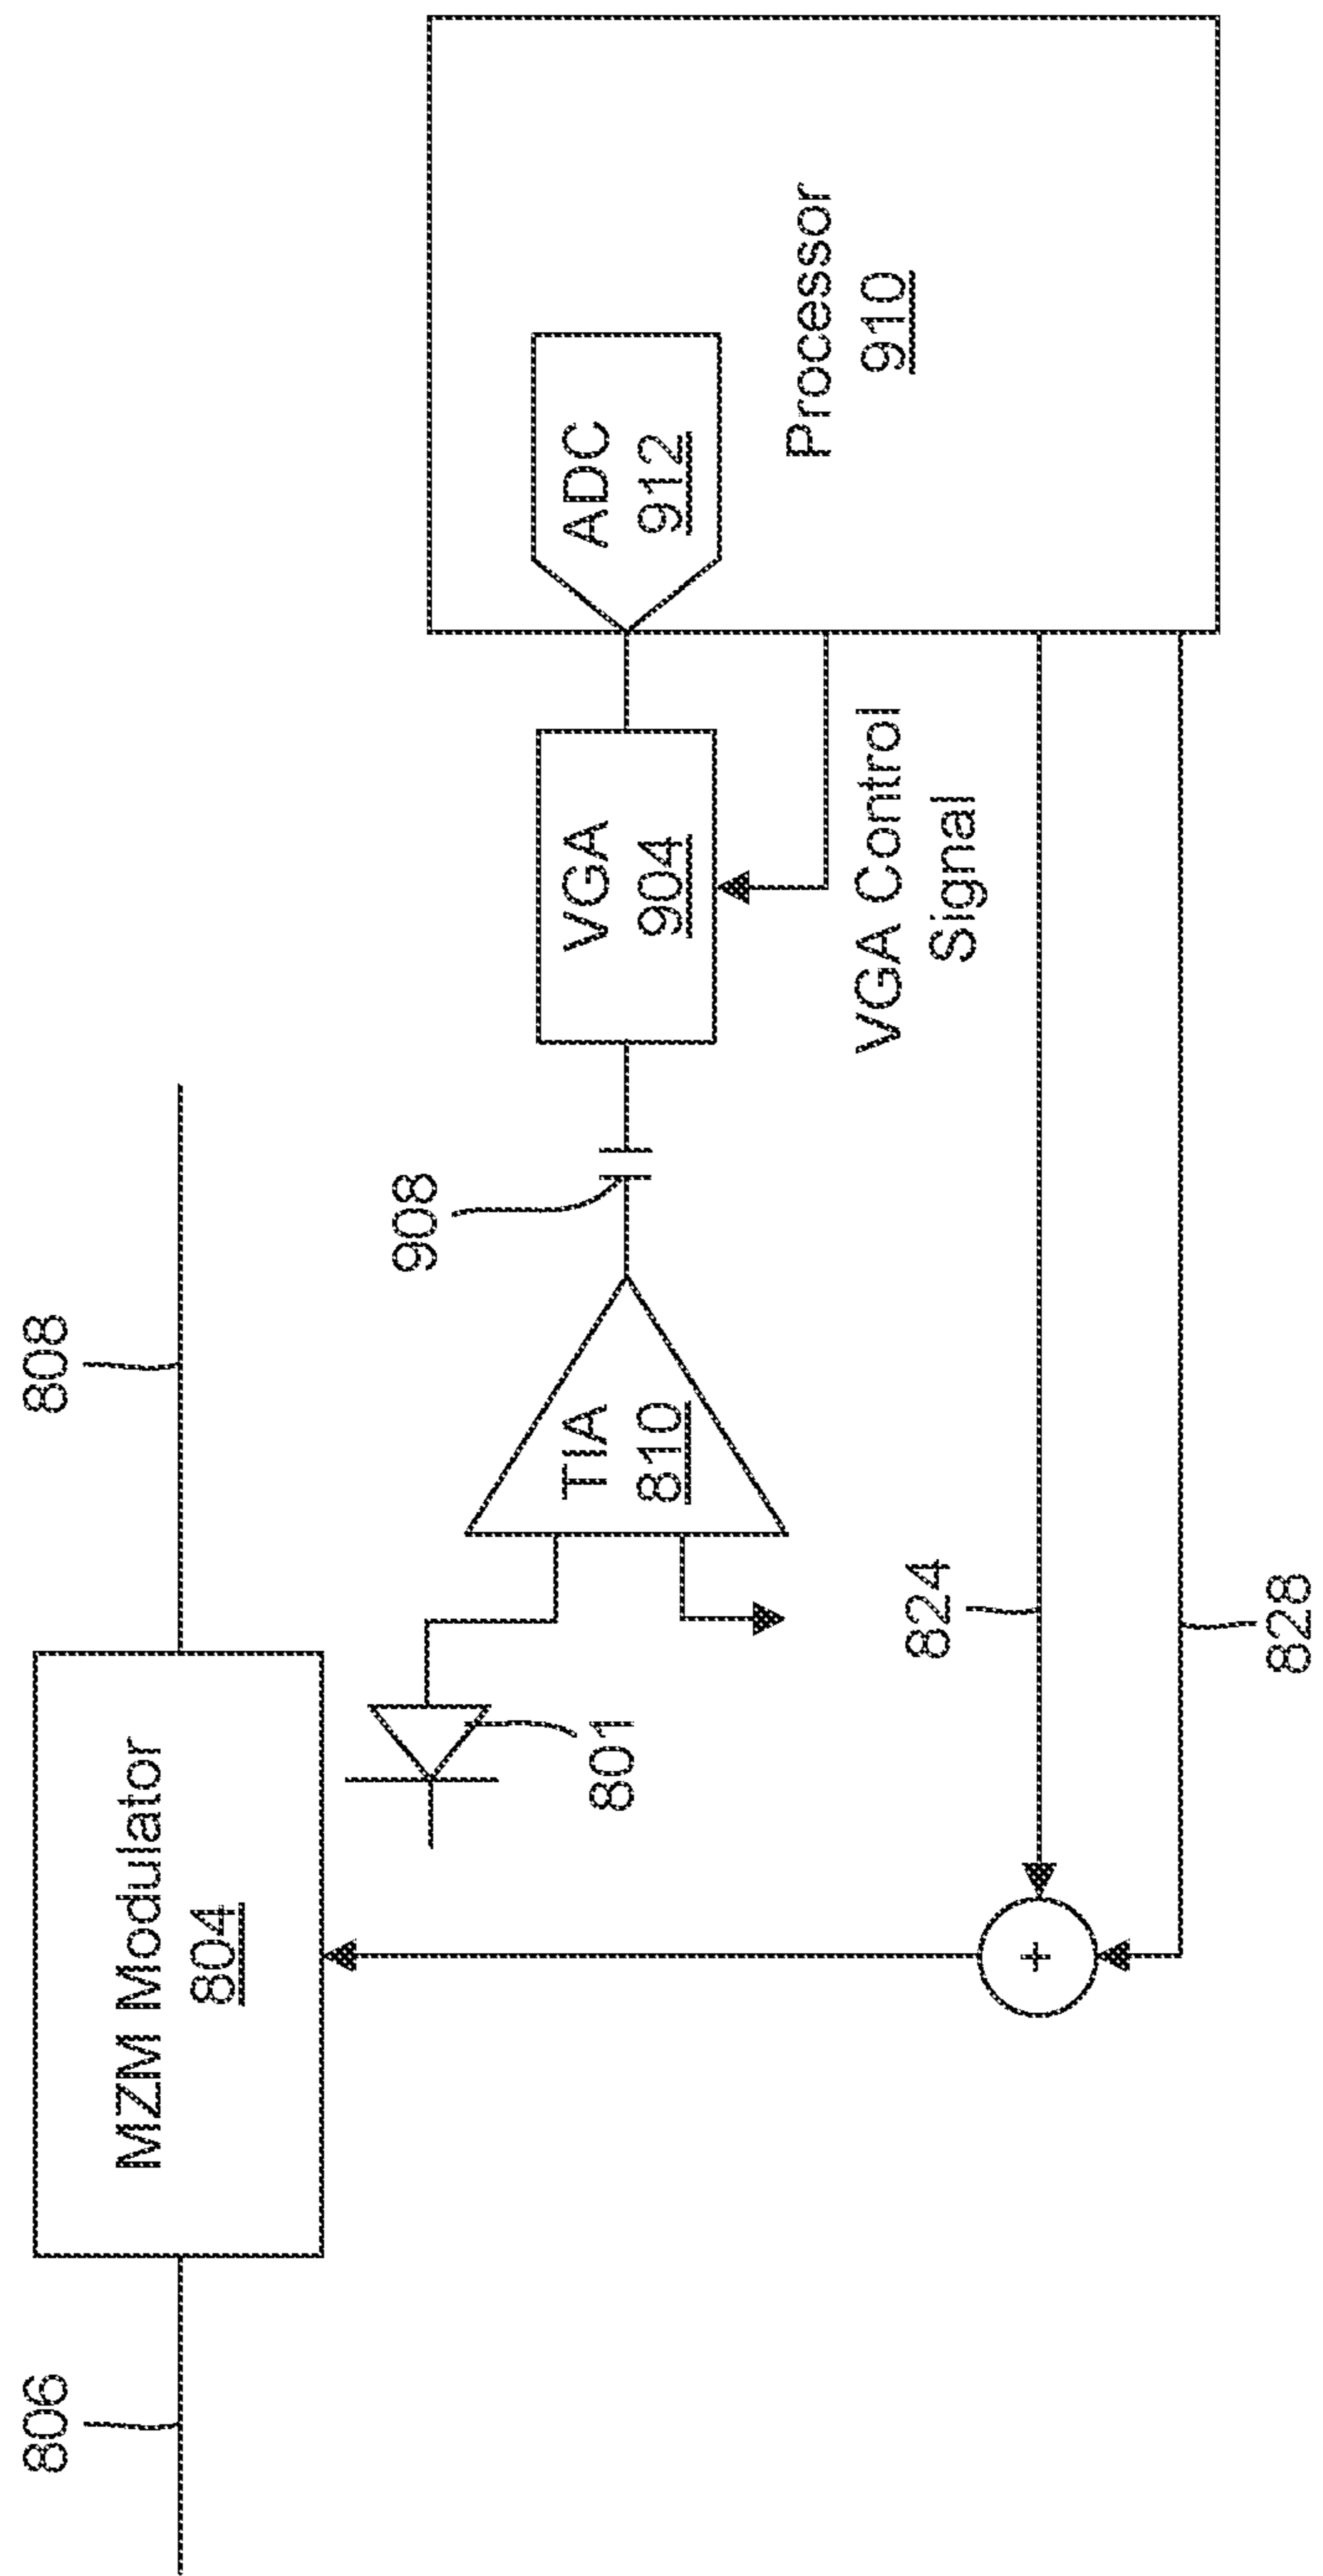 806
MZM Modulator
804
808
801
TIA
810
908
VGA
904
ADC
912
Processor
910
VGA Control
Signal
824
828
+